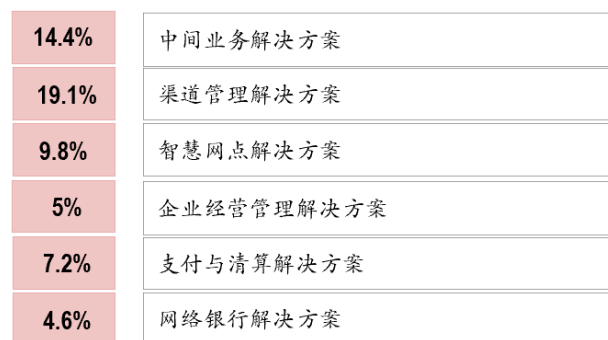 14.4% 中间业务解决方案
19.1% 渠道管理解决方案
9.8% 智慧网点解决方案
5% 企业经营管理解决方案
7.2% 支付与清算解决方案
4.6% 网络银行解决方案